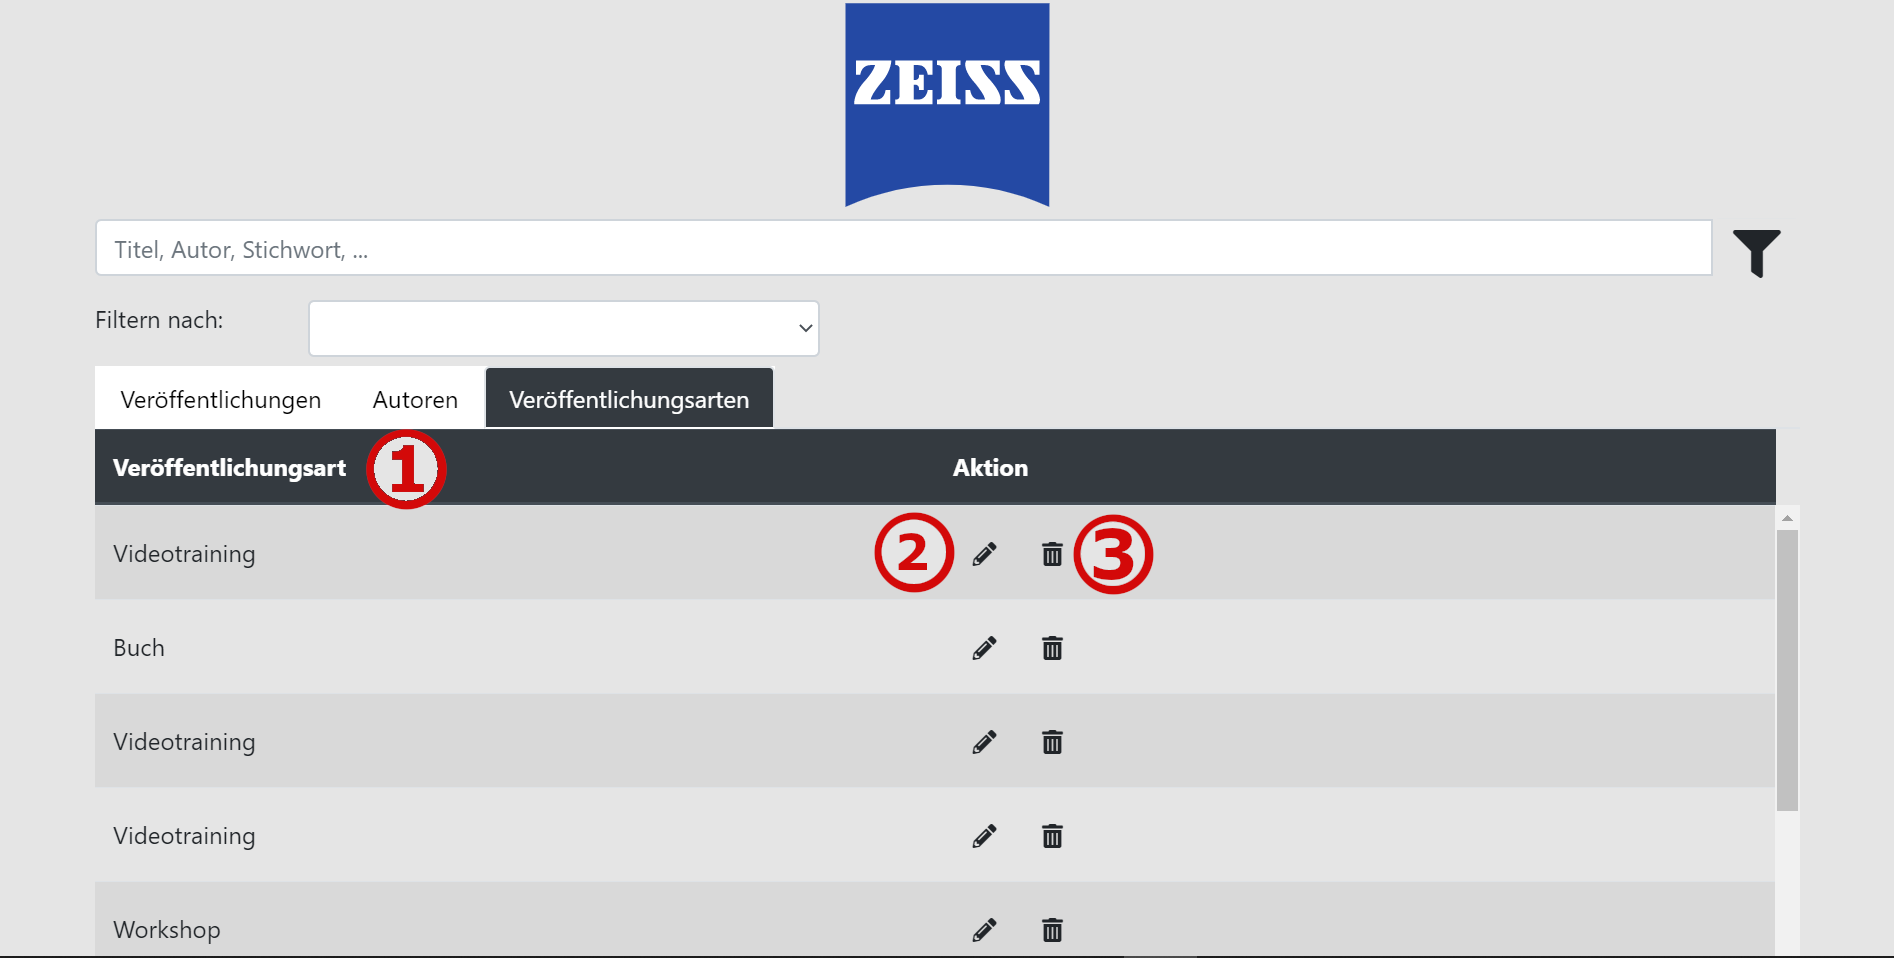 ZEISS
Titel, Autor, Stichwort, ...
Filtern nach:
Veröffentlichungen Autoren Veröffentlichungsarten
Veröffentlichungsart 1 Aktion
Videotraining 2 3
Buch
Videotraining
Videotraining
Workshop